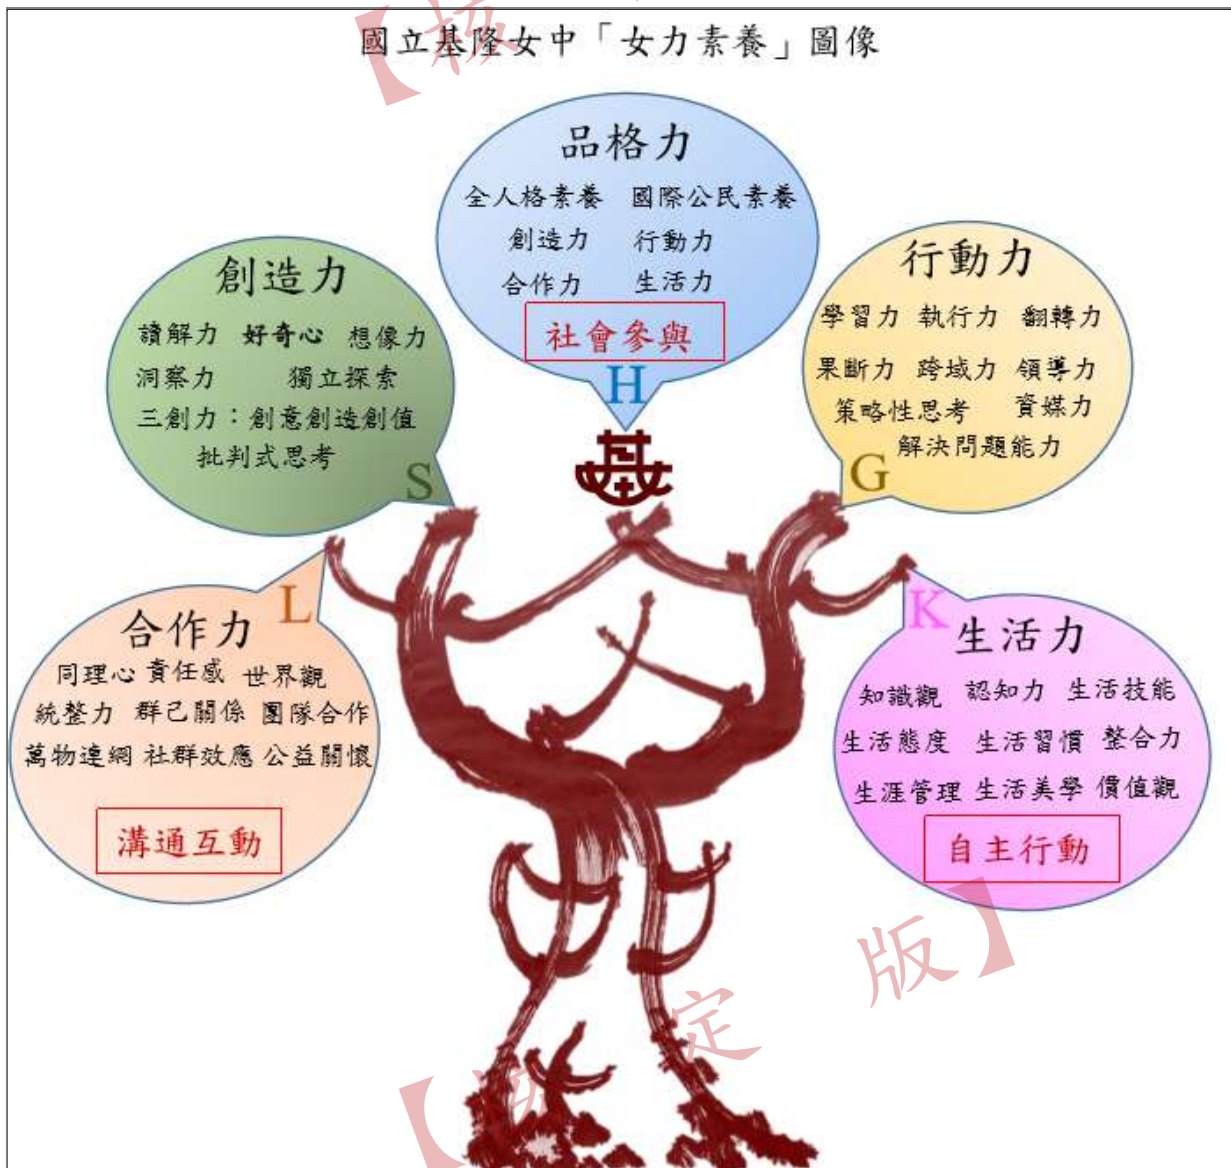 國立基隆女中「女力素養」圖像
品格力
全人格素養 國際公民素養
創造力 行動力
合作力 生活力
社會參與
H
創造力
讀解力 好奇心 想像力
洞察力 獨立探索
三創力：創意創造創值
批判式思考
S
行動力
學習力 執行力 翻轉力
果斷力 跨域力 領導力
策略性思考 資媒力
解決問題能力
G
L
合作力
同理心 責任感 世界觀
統整力 群己關係 團隊合作
萬物連網 社群效應 公益關懷
溝通互動
K
生活力
知識觀 認知力 生活技能
生活態度 生活習慣 整合力
生涯管理 生活美學 價值觀
自主行動
【核
【核定版】